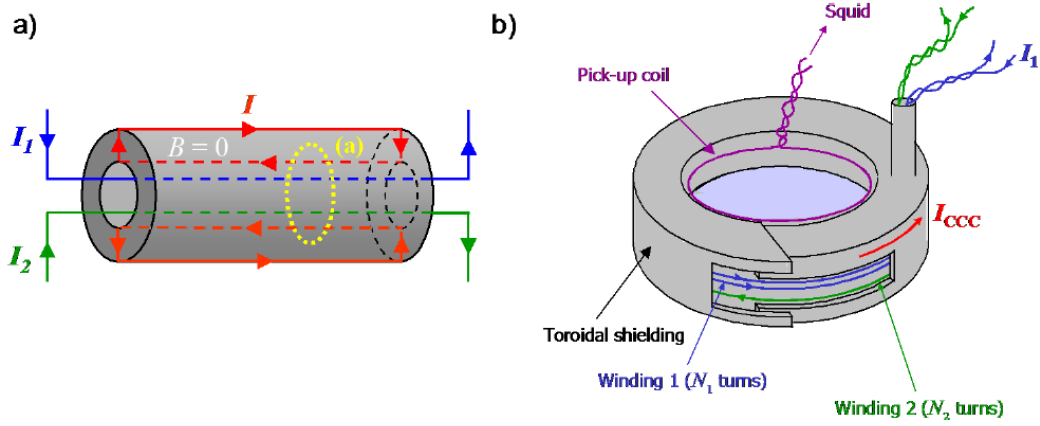 a)
I
I1
B = 0
(a)
I2
b)
Squid
Pick-up coil
I1
ICCC
Toroidal shielding
Winding 1 (N1 turns)
Winding 2 (N2 turns)